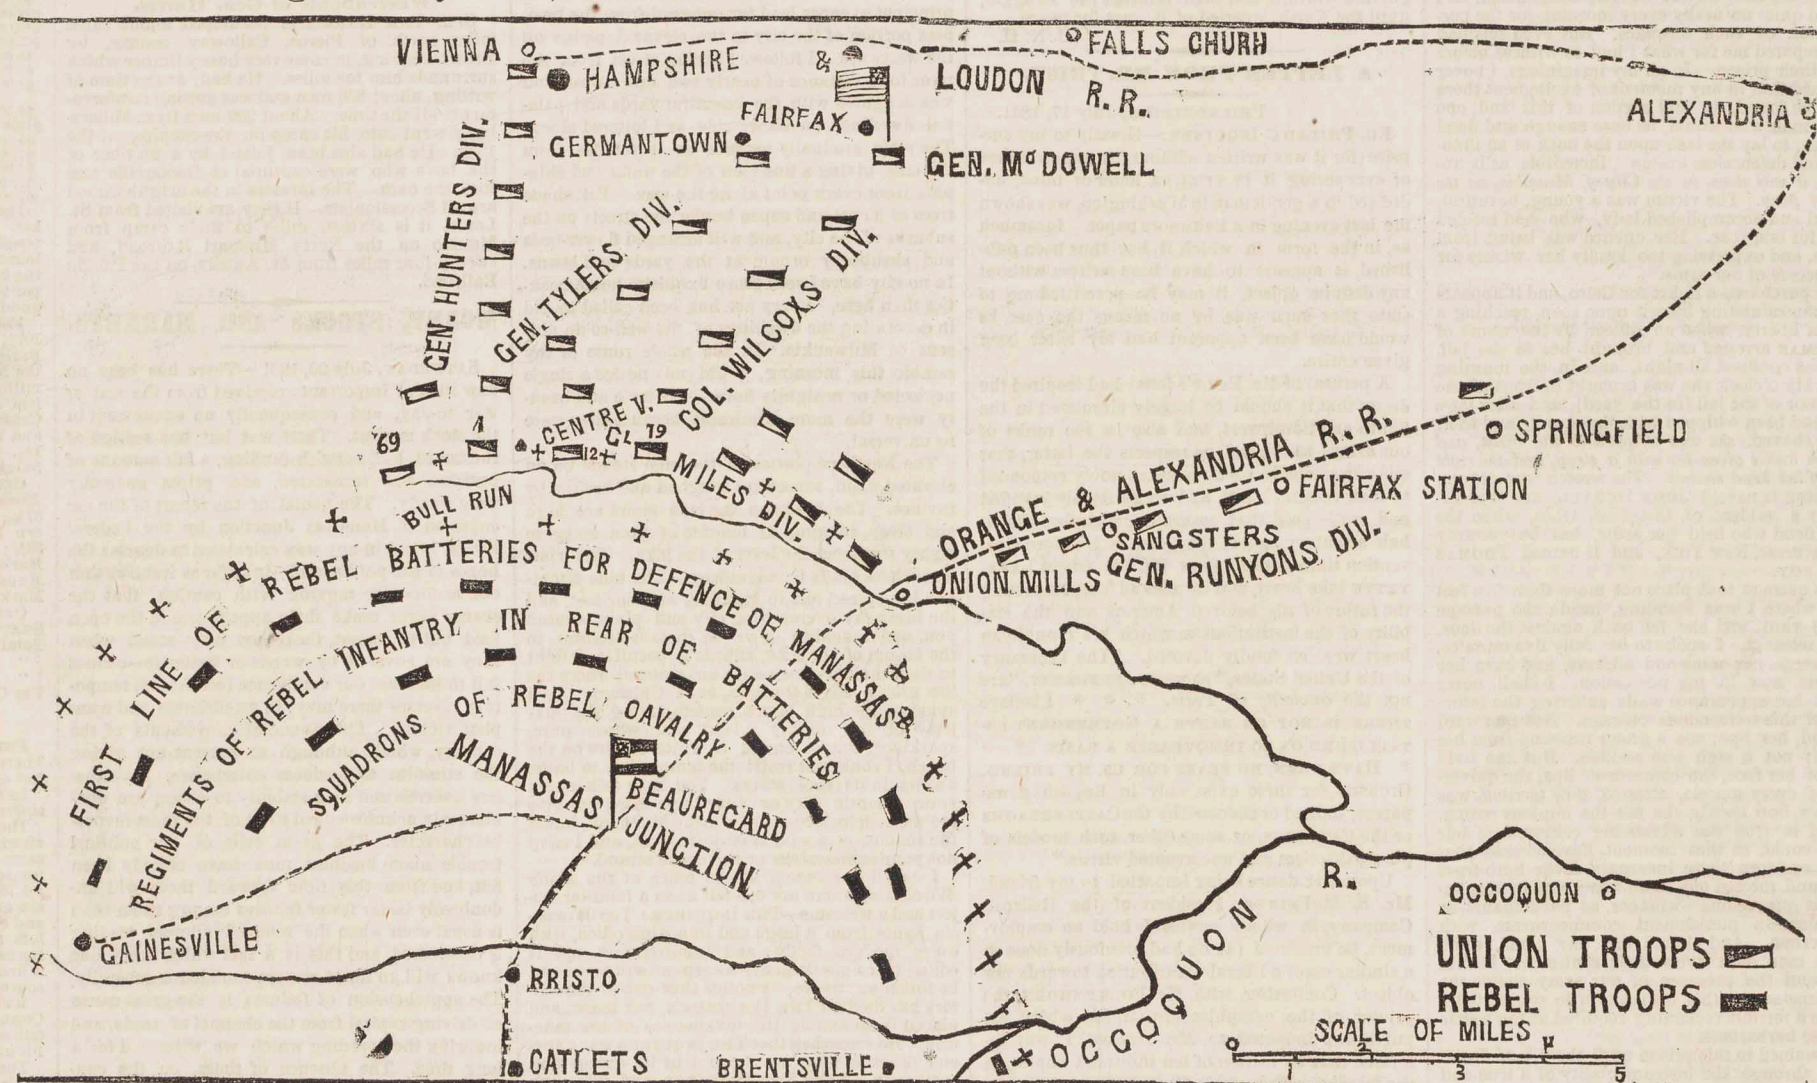 VIENNA
HAMPSHIRE & LOUDON R. R.
FALLS CHURH
ALEXANDRIA
FAIRFAX
GERMANTOWN
GEN. McDOWELL
GEN. HUNTERS DIV.
GEN. TYLERS DIV.
COL. WILCOXS DIV.
CENTRE V.
69
12
79
MILES DIV.
BULL RUN
ORANGE & ALEXANDRIA R. R.
SPRINGFIELD
FAIRFAX STATION
SANGSTERS
UNION MILLS
GEN. RUNYONS DIV.
FIRST LINE OF REBEL BATTERIES FOR DEFENCE OF MANASSAS
REGIMENTS OF REBEL INFANTRY IN REAR OF BATTERIES
SQUADRONS OF REBEL CAVALRY
MANASSAS JUNCTION
BEAUREGARD
GAINESVILLE
BRISTO
CATLETS
BRENTSVILLE
OCCOQUON R.
OCCOQUON
UNION TROOPS
REBEL TROOPS
SCALE OF MILES
0 1 2 3 4 5